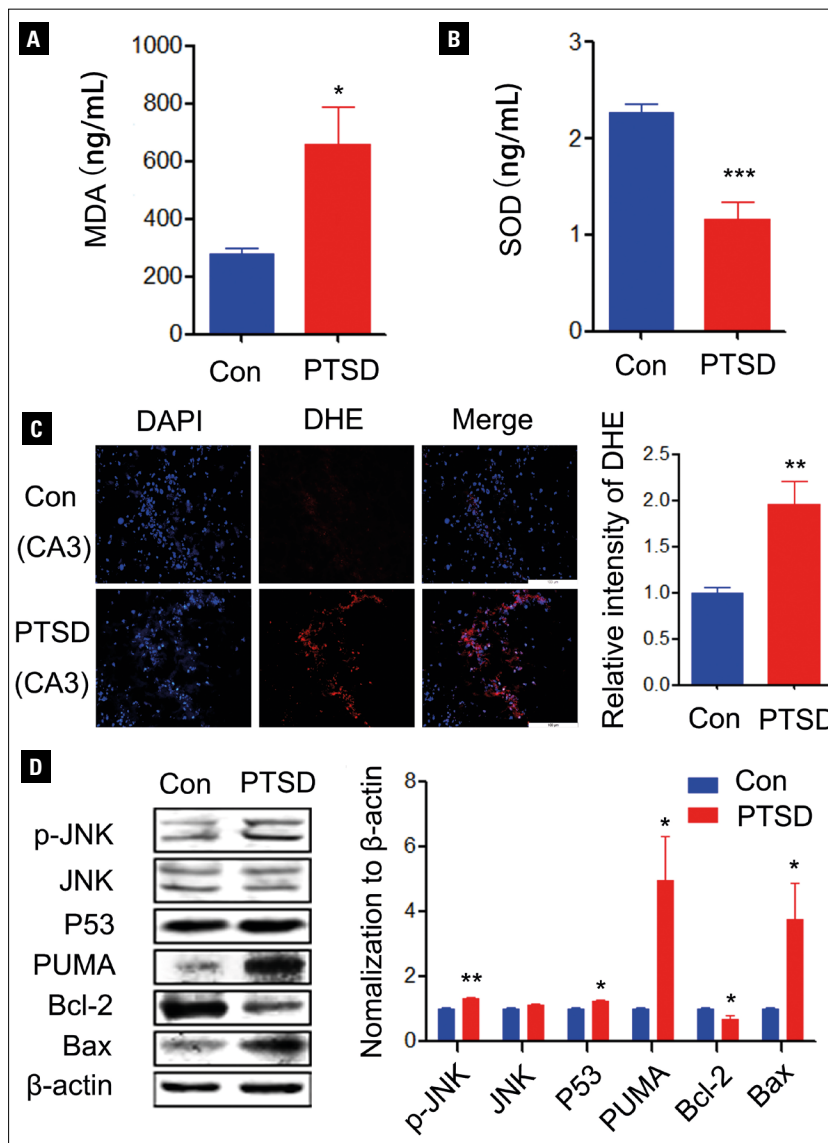 A
MDA (ng/mL)
1000
800
600
400
200
0
*
Con
PTSD
B
SOD (ng/mL)
3
2
1
0
***
Con
PTSD
C
DAPI
DHE
Merge
Con
(CA3)
PTSD
(CA3)
Relative intensity of DHE
2.5
2.0
1.5
1.0
0.5
0.0
**
Con
PTSD
D
Con
PTSD
p-JNK
JNK
P53
PUMA
Bcl-2
Bax
β-actin
Nomalization to β-actin
8
6
4
2
0
Con
PTSD
**
*
*
*
*
p-JNK
JNK
P53
PUMA
Bcl-2
Bax